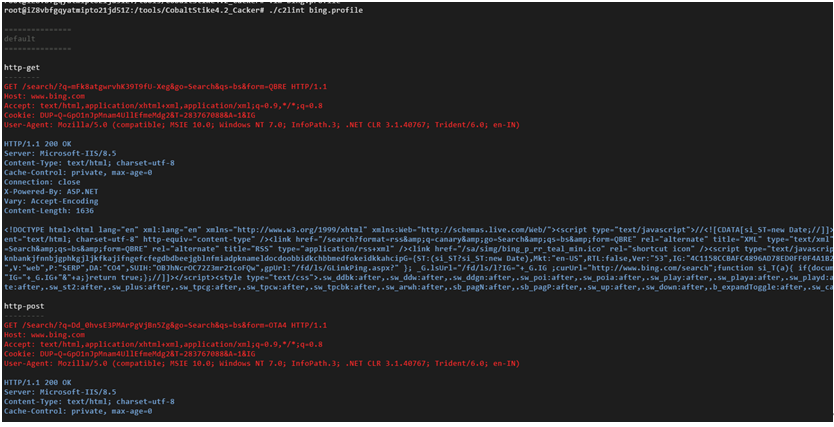 root@iZ8vbfgqyatmipto21jd51Z:/tools/CobaltStike4.2_Cacker# ./c2lint bing.profile
===============
default
===============
http-get
--------
GET /search/?q=mFk8atgwrvhK39T9fU-Xeg&go=Search&qs=bs&form=QBRE HTTP/1.1
Host: www.bing.com
Accept: text/html,application/xhtml+xml,application/xml;q=0.9,*/*;q=0.8
Cookie: DUP=Q=GpO1nJpMnam4UllEfmeMdg2&T=283767088&A=1&IG
User-Agent: Mozilla/5.0 (compatible; MSIE 10.0; Windows NT 7.0; InfoPath.3; .NET CLR 3.1.40767; Trident/6.0; en-IN)
HTTP/1.1 200 OK
Server: Microsoft-IIS/8.5
Content-Type: text/html; charset=utf-8
Cache-Control: private, max-age=0
Connection: close
X-Powered-By: ASP.NET
Vary: Accept-Encoding
Content-Length: 1636
<!DOCTYPE html><html lang="en" xml:lang="en" xmlns="http://www.w3.org/1999/xhtml" xmlns:Web="http://schemas.live.com/Web/"><script type="text/javascript">//<![CDATA[si_ST=new Date;//]]>
ent="text/html; charset=utf-8" http-equiv="content-type" /><link href="/search?format=rss&amp;q=canary&amp;go=Search&amp;qs=bs&amp;form=QBRE" rel="alternate" title="XML" type="text/xml"
=Search&amp;qs=bs&amp;form=QBRE" rel="alternate" title="RSS" type="application/rss+xml" /><link href="/sa/simg/bing_p_rr_teal_min.ico" rel="shortcut icon" /><script type="text/javascrip
{ST:(si_ST?si_ST:new Date),Mkt:"en-US",RTL:false,Ver:"53",IG:"4C1158CCBAFC4896AD78ED0FF0F4A1B2
","V:"web",P:"SERP",DA:"CO4",SUIH:"OBJhNcrOC72Z3mr21coFQw",gpUrl:"/fd/ls/GLinkPing.aspx?" }; _G.lsUrl="/fd/ls/l?IG="+_G.IG ;curUrl="http://www.bing.com/search";function si_T(a){ if(docum
"IG="+_G.IG+"&"+a;}return true;};//]]></script><style type="text/css">.sw_ddbk:after,.sw_ddw:after,.sw_ddgn:after,.sw_poi:after,.sw_poia:after,.sw_play:after,.sw_playa:after,.sw_playd:af
te:after,.sw_st2:after,.sw_plus:after,.sw_tpcg:after,.sw_tpcw:after,.sw_tpcbk:after,.sw_arwh:after,.sb_pagN:after,.sb_pagP:after,.sw_up:after,.sw_down:after,.b_expandToggle:after,.sw_ca
http-post
---------
GET /Search/?q=Dd_0hvsE3PMArPgVjBn5Zg&go=Search&qs=bs&form=OTA4 HTTP/1.1
Host: www.bing.com
Accept: text/html,application/xhtml+xml,application/xml;q=0.9,*/*;q=0.8
Cookie: DUP=Q=GpO1nJpMnam4UllEfmeMdg2&T=283767088&A=1&IG
User-Agent: Mozilla/5.0 (compatible; MSIE 10.0; Windows NT 7.0; InfoPath.3; .NET CLR 3.1.40767; Trident/6.0; en-IN)
HTTP/1.1 200 OK
Server: Microsoft-IIS/8.5
Content-Type: text/html; charset=utf-8
Cache-Control: private, max-age=0